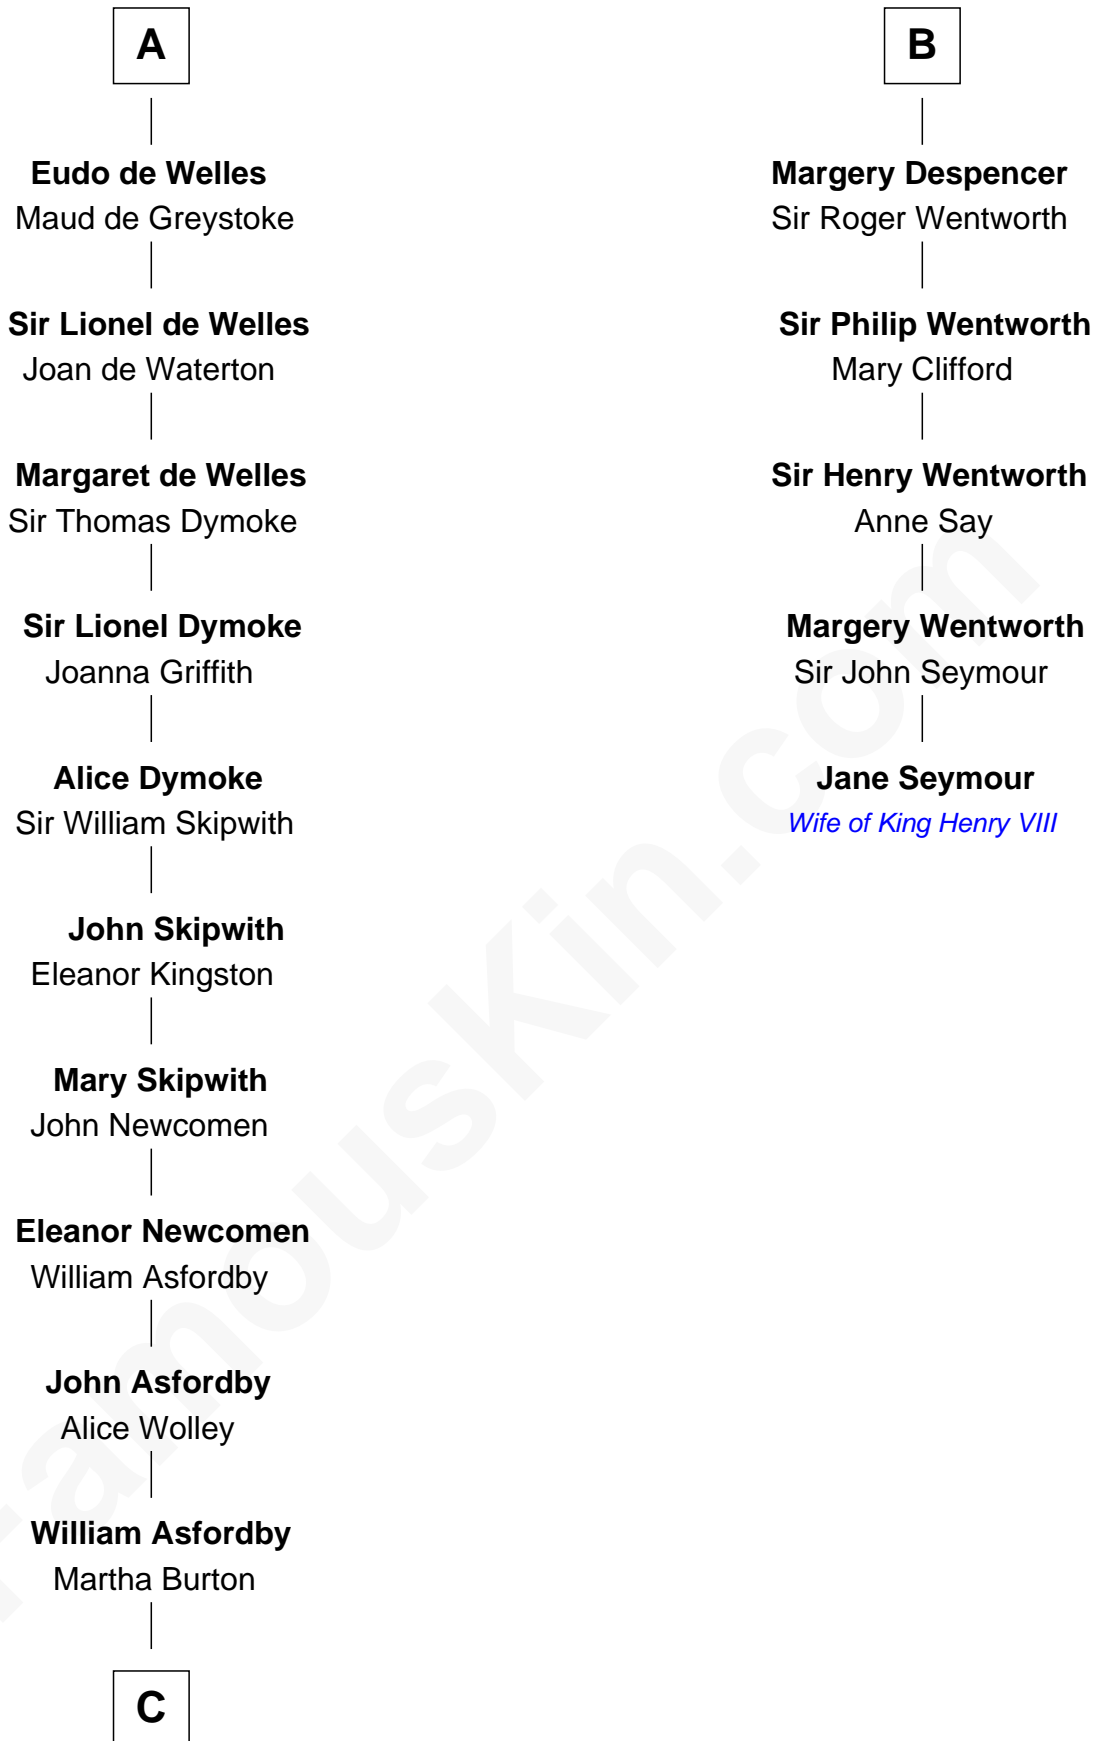 A
Eudo de Welles
Maud de Greystoke
Sir Lionel de Welles
Joan de Waterton
Margaret de Welles
Sir Thomas Dymoke
Sir Lionel Dymoke
Joanna Griffith
Alice Dymoke
Sir William Skipwith
John Skipwith
Eleanor Kingston
Mary Skipwith
John Newcomen
Eleanor Newcomen
William Asfordby
John Asfordby
Alice Wolley
William Asfordby
Martha Burton
C
B
Margery Despencer
Sir Roger Wentworth
Sir Philip Wentworth
Mary Clifford
Sir Henry Wentworth
Anne Say
Margery Wentworth
Sir John Seymour
Jane Seymour
Wife of King Henry VIII
FamousKin.com